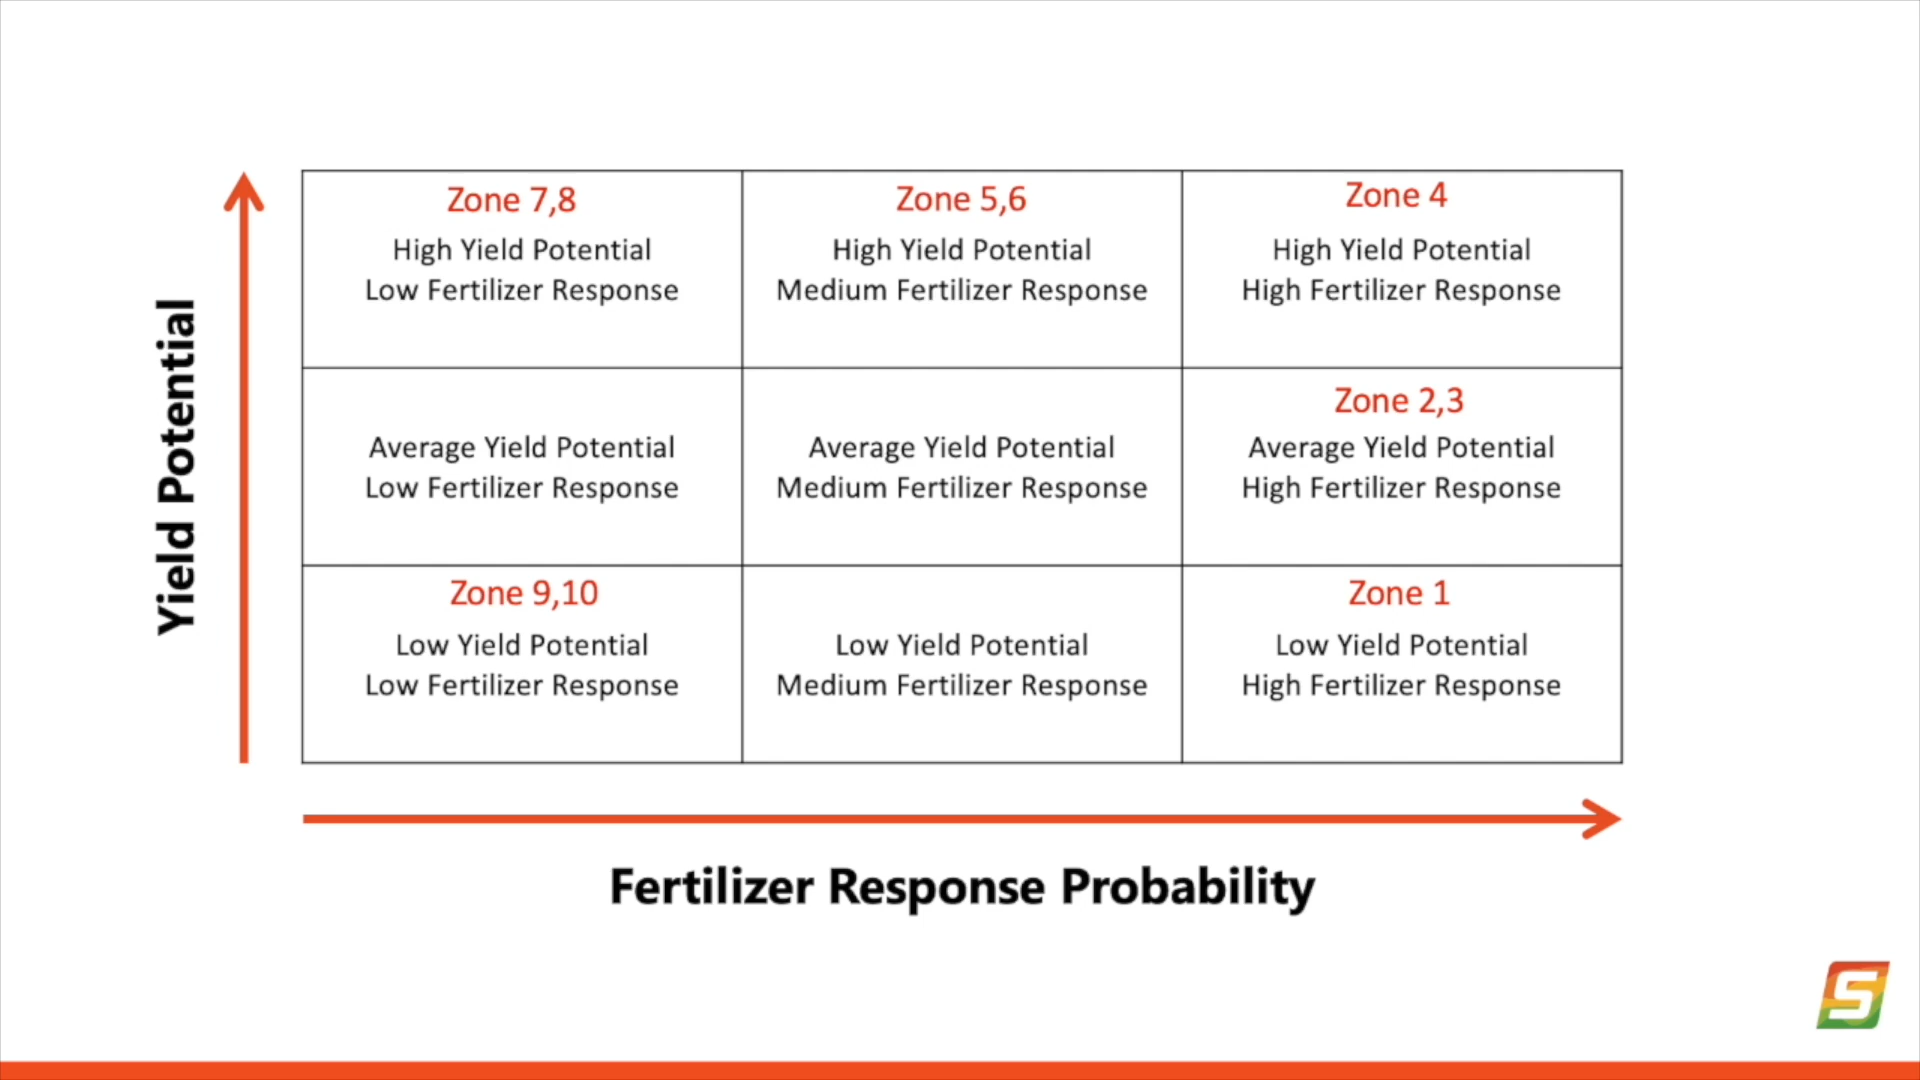 Zone 7,8
High Yield Potential
Low Fertilizer Response
Zone 5,6
High Yield Potential
Medium Fertilizer Response
Zone 4
High Yield Potential
High Fertilizer Response
Average Yield Potential
Low Fertilizer Response
Average Yield Potential
Medium Fertilizer Response
Zone 2,3
Average Yield Potential
High Fertilizer Response
Zone 9,10
Low Yield Potential
Low Fertilizer Response
Low Yield Potential
Medium Fertilizer Response
Zone 1
Low Yield Potential
High Fertilizer Response
Yield Potential
Fertilizer Response Probability
S